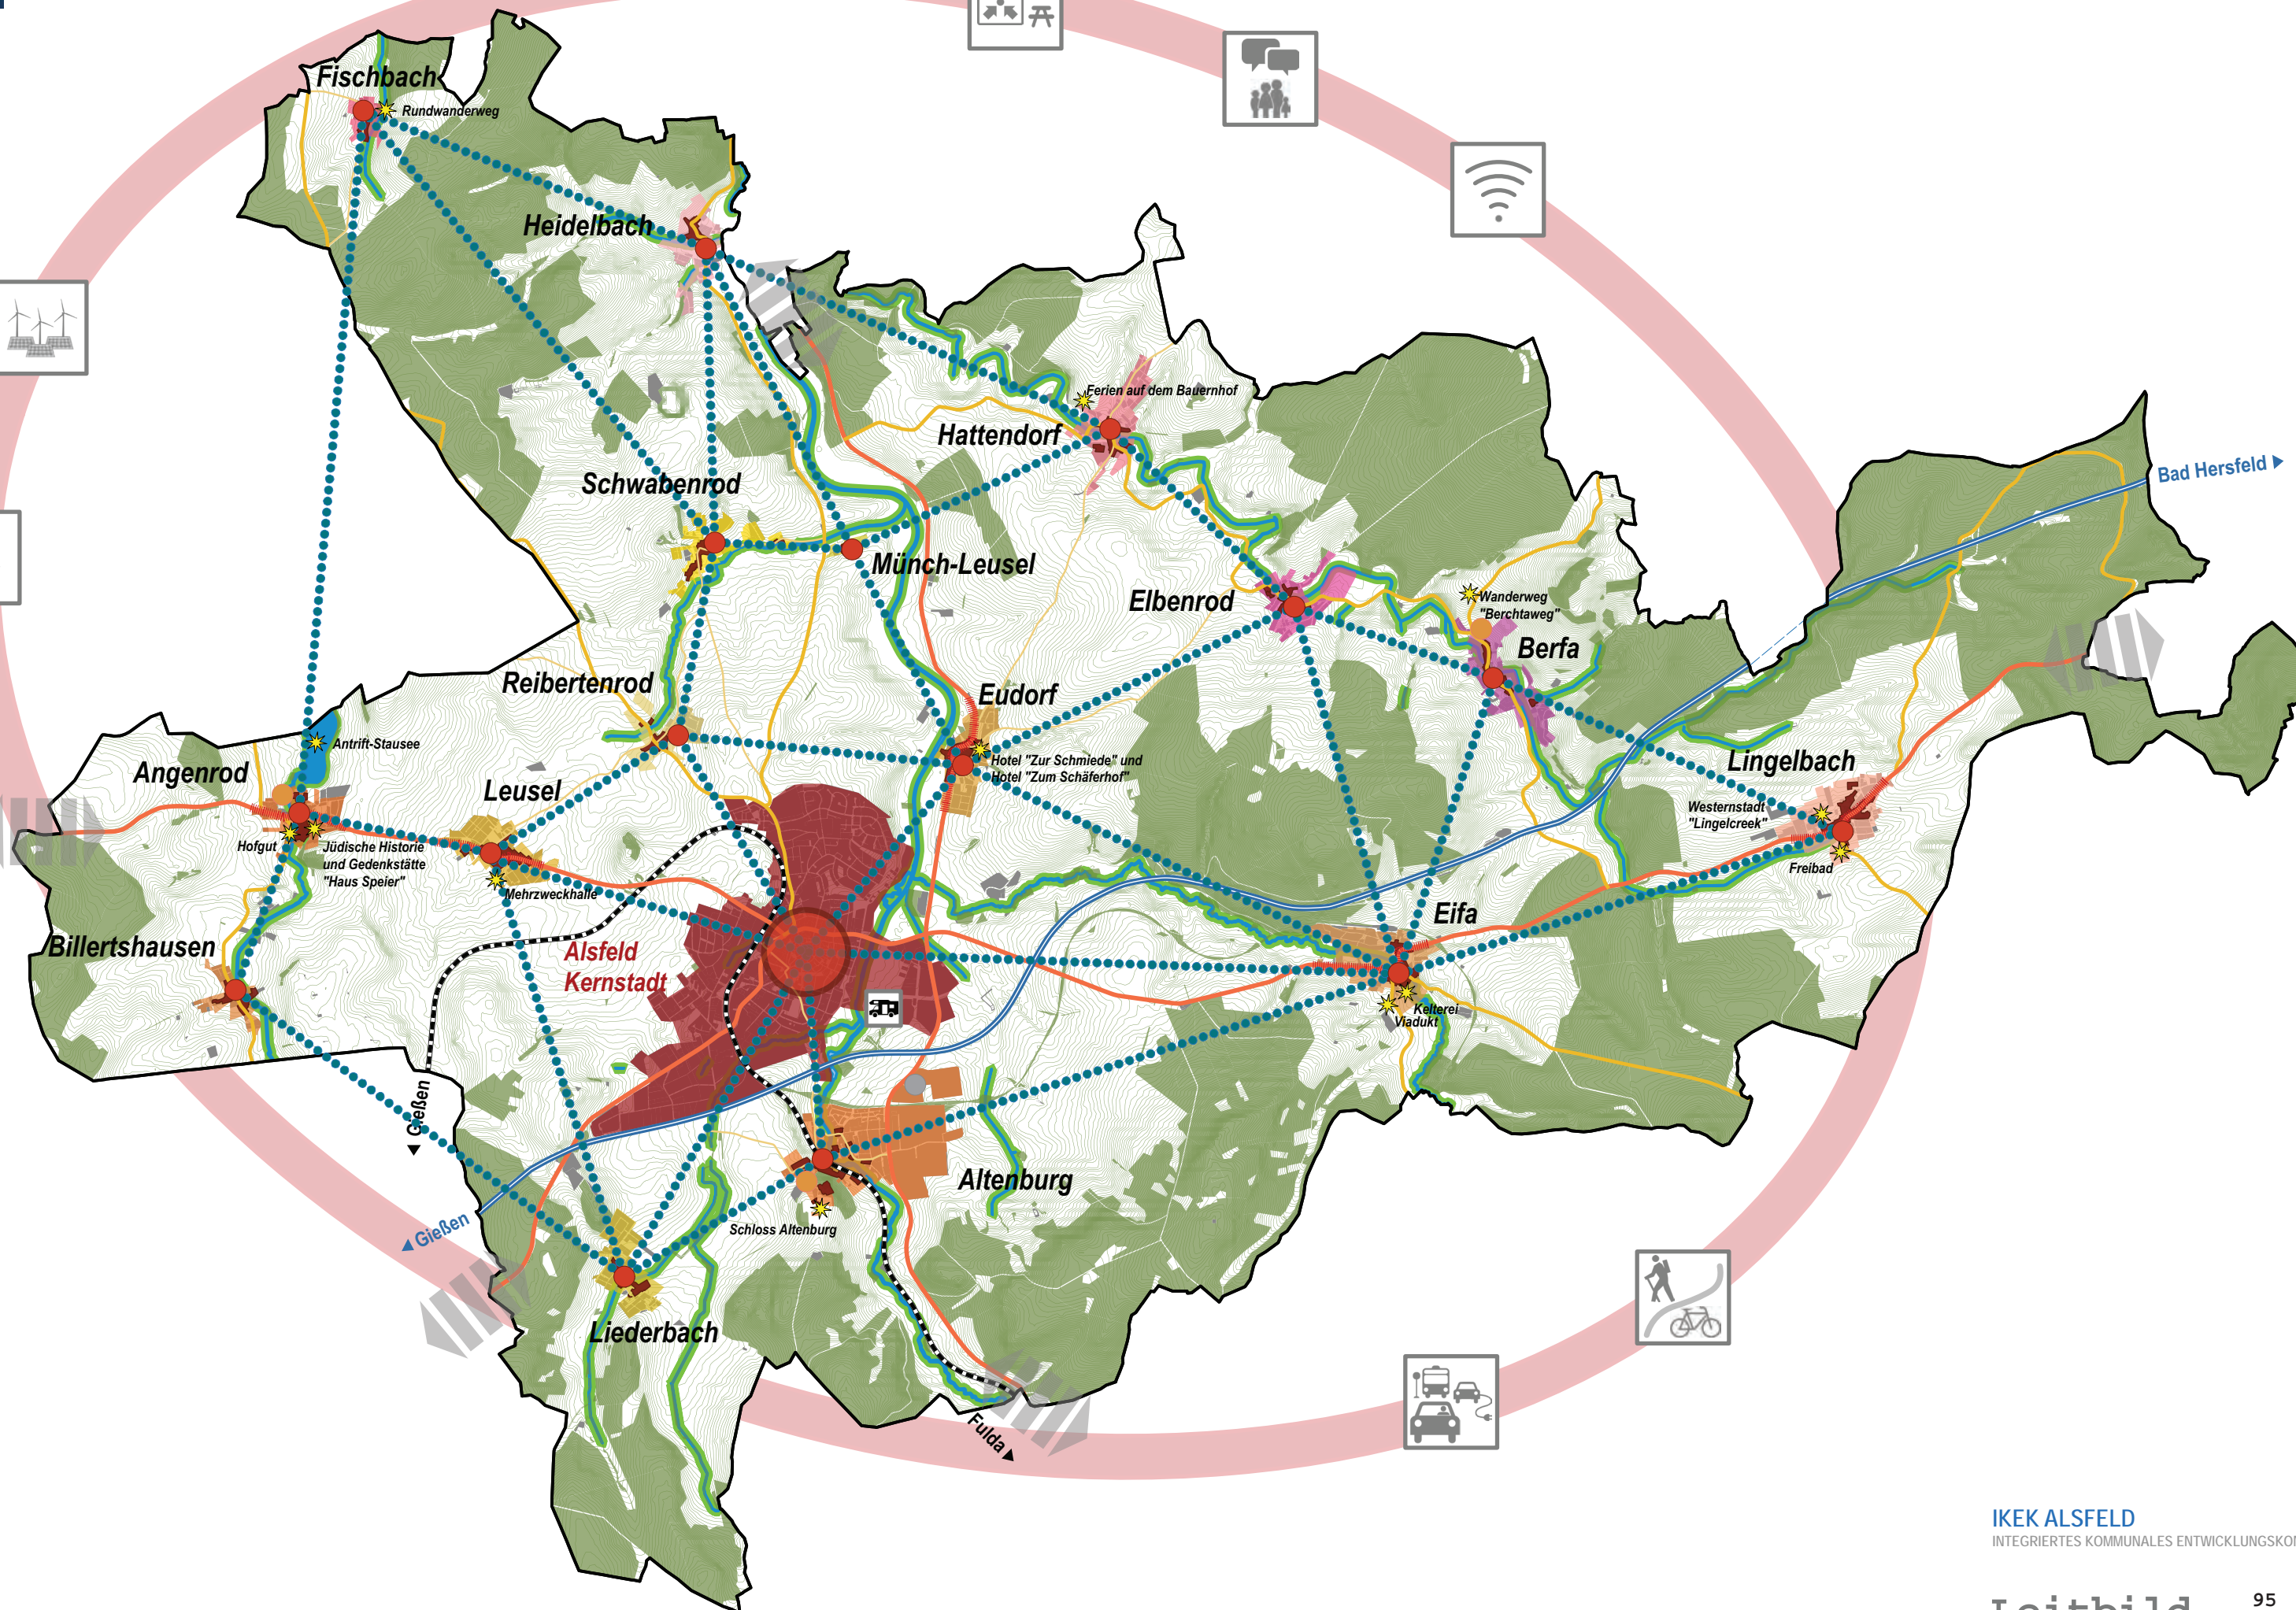 Fischbach
Rundwanderweg
Heidelbach
Ferien auf dem Bauernhof
Hattendorf
Bad Hersfeld
Schwabenrod
Münch-Leusel
Elbenrod
Wanderweg
"Berchtaweg"
Berfa
Reibertenrod
Eudorf
Antrift-Stausee
Hotel "Zur Schmiede" und
Hotel "Zum Schäferhof"
Angenrod
Leusel
Lingelbach
Westernstadt
"Lingelcreek"
Hofgut
Jüdische Historie
und Gedenkstätte
"Haus Speier"
Mehrzweckhalle
Freibad
Eifa
Billertshausen
Alsfeld
Kernstadt
Kelterei
Viadukt
Gießen
Altenburg
Gießen
Schloss Altenburg
Liederbach
Fulda
IKEK ALSFELD
INTEGRIERTES KOMMUNALES
Leitbild
95